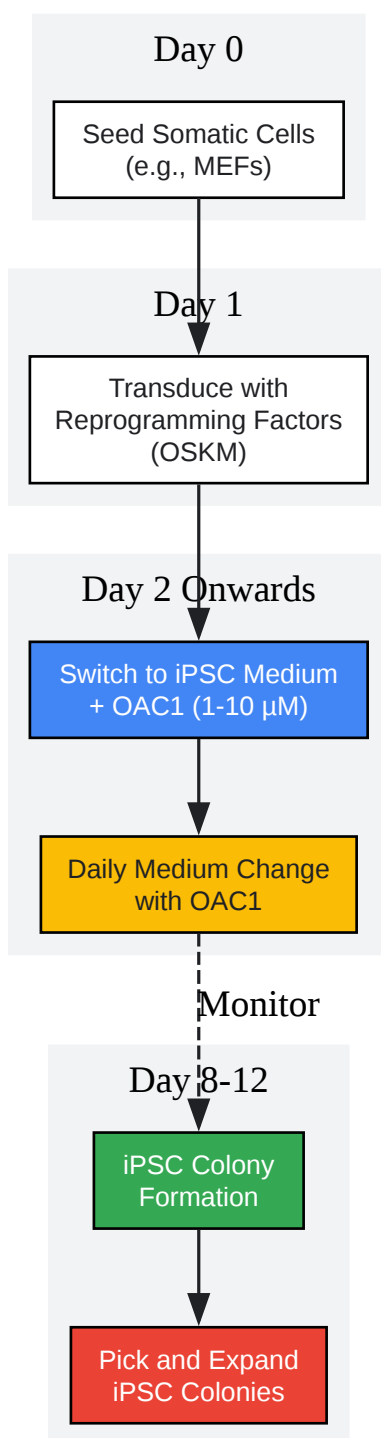 Day 0
Seed Somatic Cells
(e.g., MEFs)
Day 1
Transduce with
Reprogramming Factors
(OSKM)
Day 2 Onwards
Switch to iPSC Medium
+ OAC1 (1-10 µM)
Daily Medium Change
with OAC1
Monitor
Day 8-12
iPSC Colony
Formation
Pick and Expand
iPSC Colonies